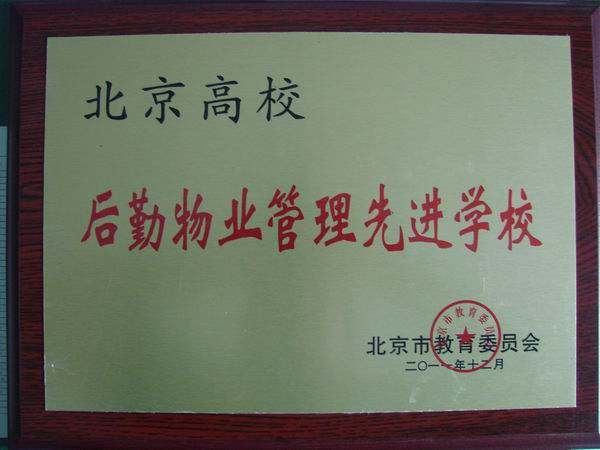 北京高校
后勤物业管理先进学校
北京市教育委员会
二〇一一年十二月